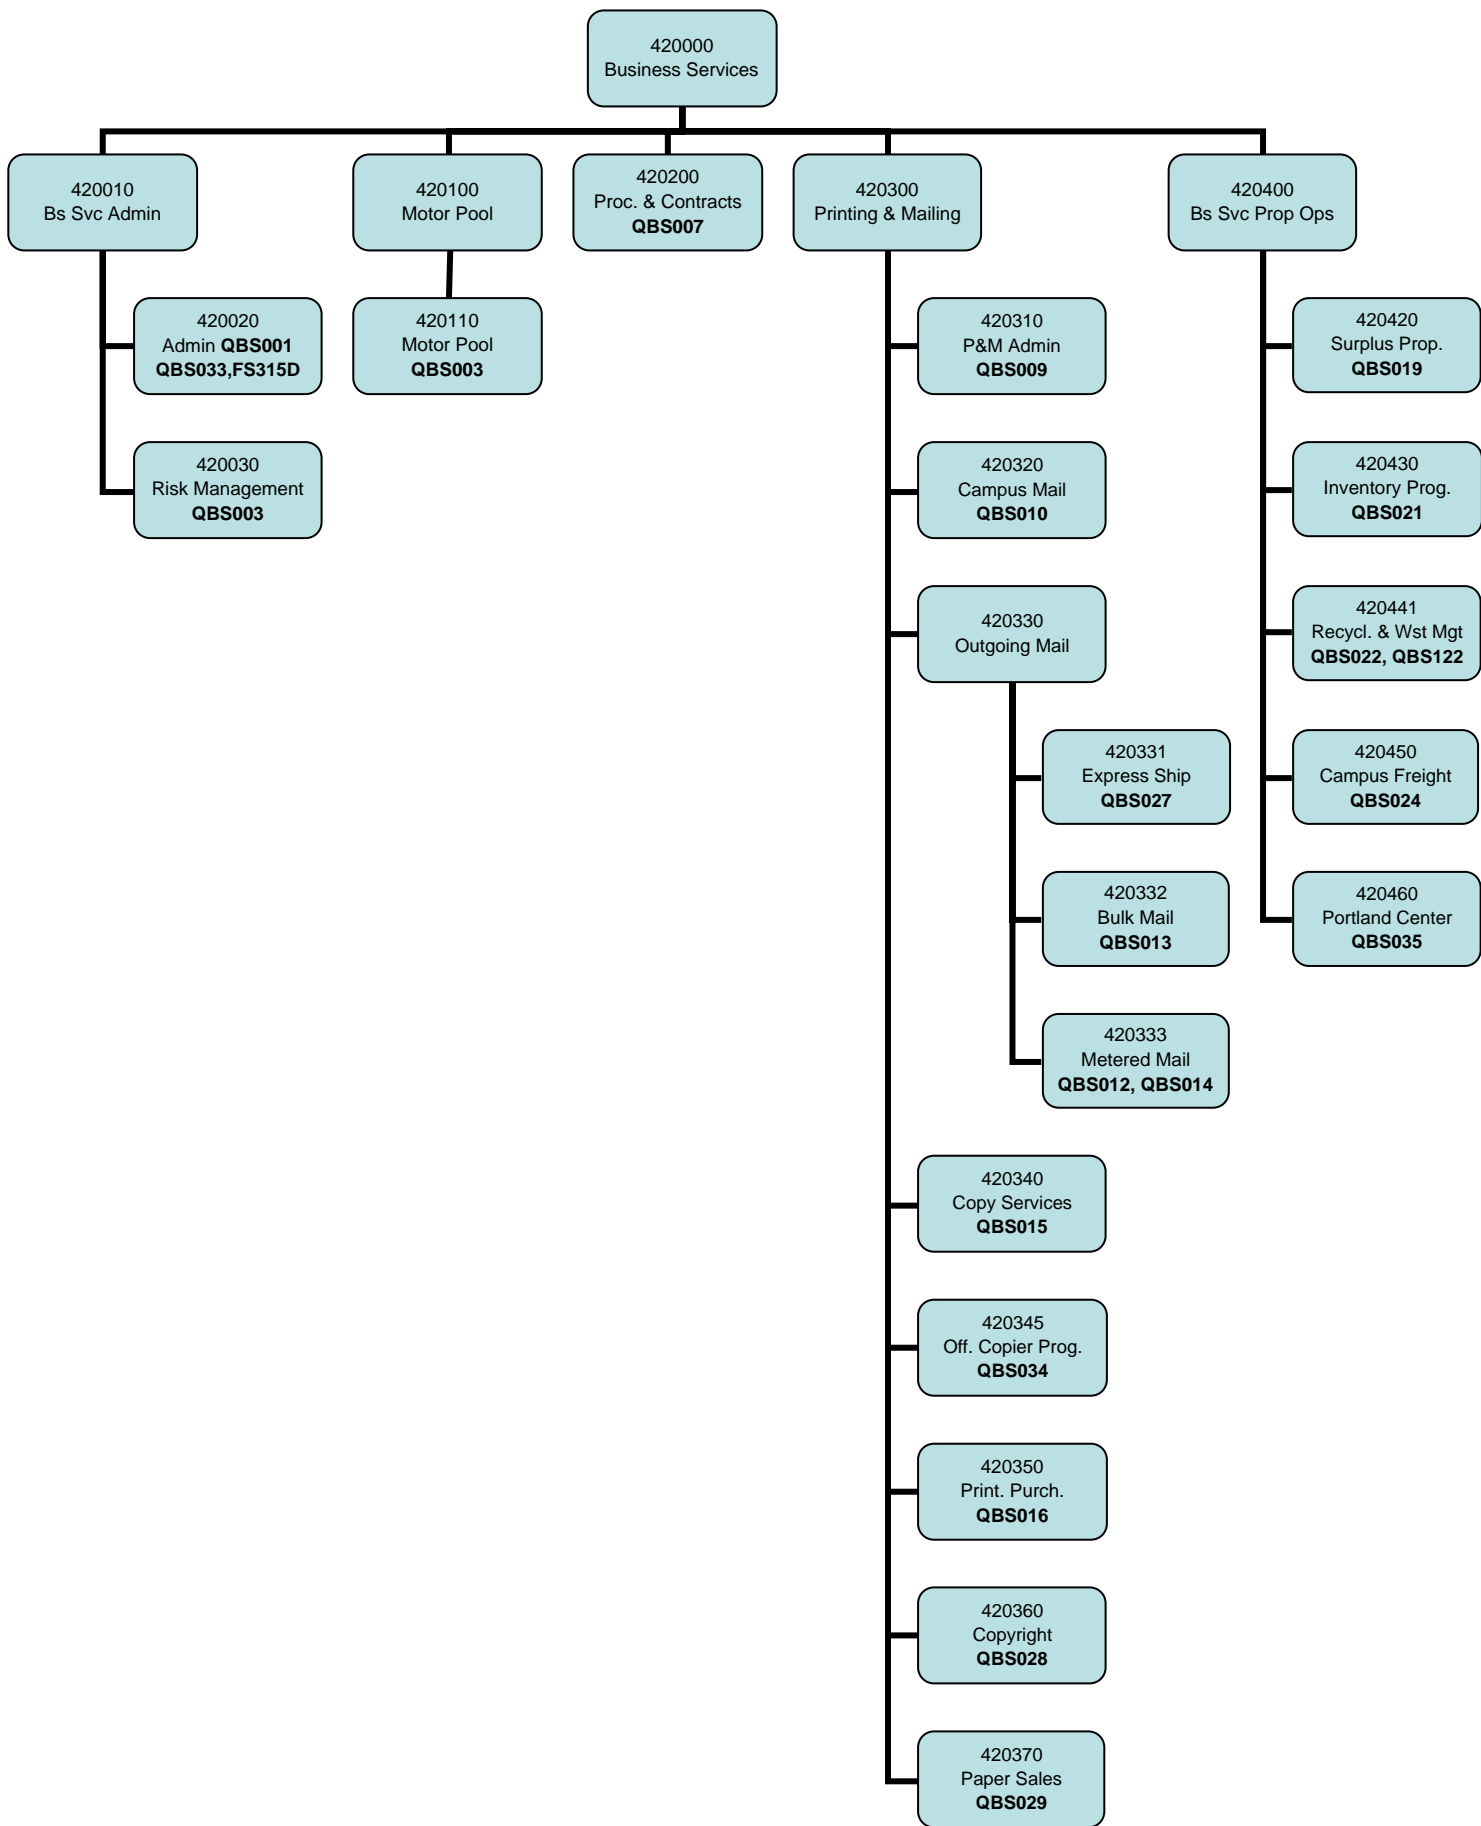 420000
Business Services
420010
Bs Svc Admin
420100
Motor Pool
420200
Proc. & Contracts
QBS007
420300
Printing & Mailing
420400
Bs Svc Prop Ops
420020
Admin QBS001
QBS033,FS315D
420110
Motor Pool
QBS003
420310
P&M Admin
QBS009
420420
Surplus Prop.
QBS019
420030
Risk Management
QBS003
420320
Campus Mail
QBS010
420430
Inventory Prog.
QBS021
420330
Outgoing Mail
420441
Recycl. & Wst Mgt
QBS022, QBS122
420331
Express Ship
QBS027
420450
Campus Freight
QBS024
420332
Bulk Mail
QBS013
420460
Portland Center
QBS035
420333
Metered Mail
QBS012, QBS014
420340
Copy Services
QBS015
420345
Off. Copier Prog.
QBS034
420350
Print. Purch.
QBS016
420360
Copyright
QBS028
420370
Paper Sales
QBS029